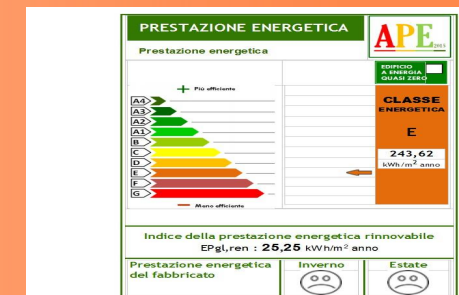 PRESTAZIONE ENERGETICA
APE 2015
Prestazione energetica
EDIFICIO
A ENERGIA
QUASI ZERO
Più efficiente
CLASSE
ENERGETICA
E
243,62
kWh/m² anno
A4
A3
A2
A1
B
C
D
E
F
G
Meno efficiente
Indice della prestazione energetica rinnovabile
EPgl,ren : 25,25 kWh/m² anno
Prestazione energetica
del fabbricato
Inverno
Estate